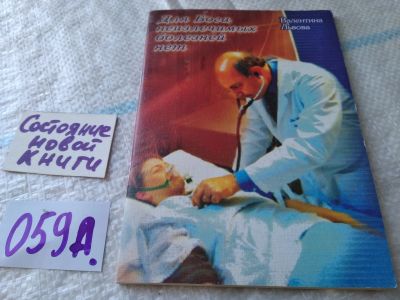 Для Бога
неизлечимых
болезней
нет
Валентина
Львова
Состояние
новой
книги
059д.